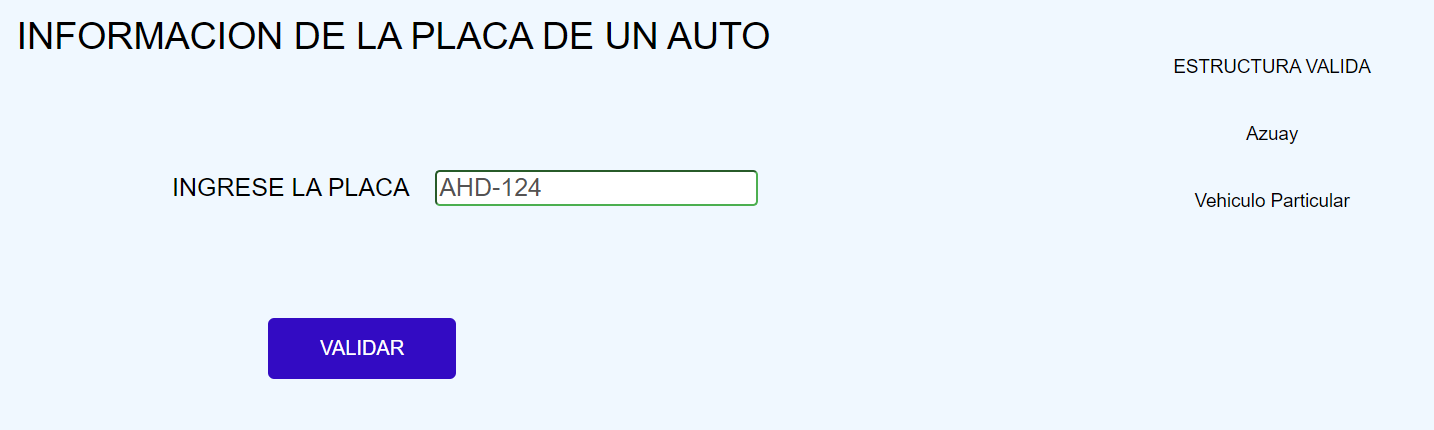 INFORMACION DE LA PLACA DE UN AUTO
INGRESE LA PLACA
AHD-124
VALIDAR
ESTRUCTURA VALIDA
Azuay
Vehiculo Particular